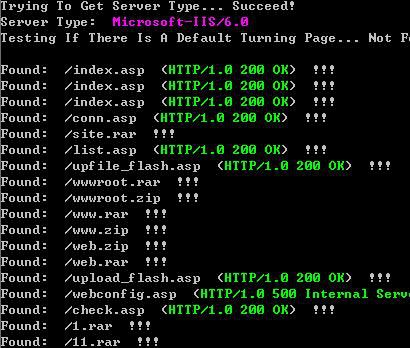 Trying To Get Server Type... Succeed!
Server Type:  Microsoft-IIS/6.0
Testing If There Is A Default Turning Page... Not
Found:  /index.asp  (HTTP/1.0 200 OK)  !!!
Found:  /index.asp  (HTTP/1.0 200 OK)  !!!
Found:  /index.asp  (HTTP/1.0 200 OK)  !!!
Found:  /conn.asp  (HTTP/1.0 200 OK)  !!!
Found:  /site.rar  !!!
Found:  /list.asp  (HTTP/1.0 200 OK)  !!!
Found:  /upfile_flash.asp  (HTTP/1.0 200 OK)  !!!
Found:  /wwwroot.rar  !!!
Found:  /wwwroot.zip  !!!
Found:  /www.rar  !!!
Found:  /www.zip  !!!
Found:  /web.zip  !!!
Found:  /web.rar  !!!
Found:  /upload_flash.asp  (HTTP/1.0 200 OK)  !!!
Found:  /webconfig.asp  (HTTP/1.0 500 Internal Serv
Found:  /check.asp  (HTTP/1.0 200 OK)  !!!
Found:  /1.rar  !!!
Found:  /11.rar  !!!